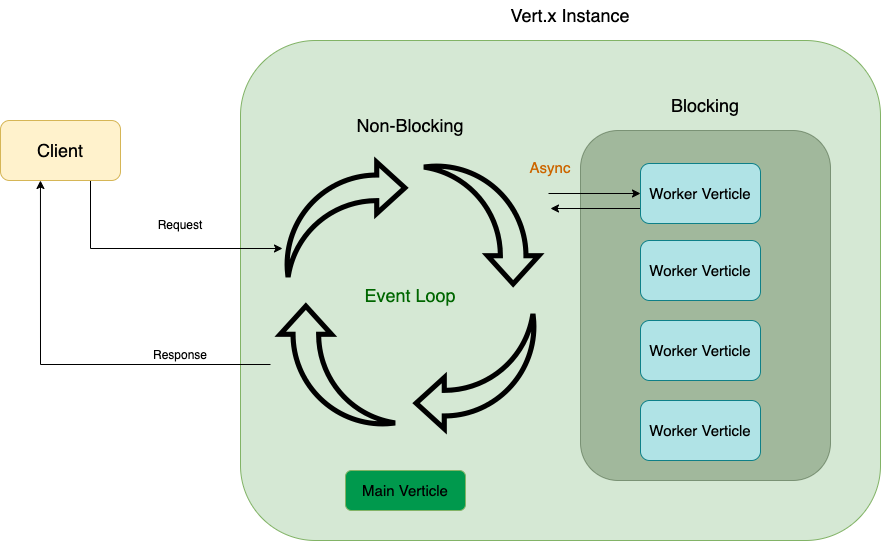 Vert.x Instance
Blocking
Non-Blocking
Client
Async
Worker Verticle
Request
Worker Verticle
Event Loop
Worker Verticle
Response
Worker Verticle
Main Verticle